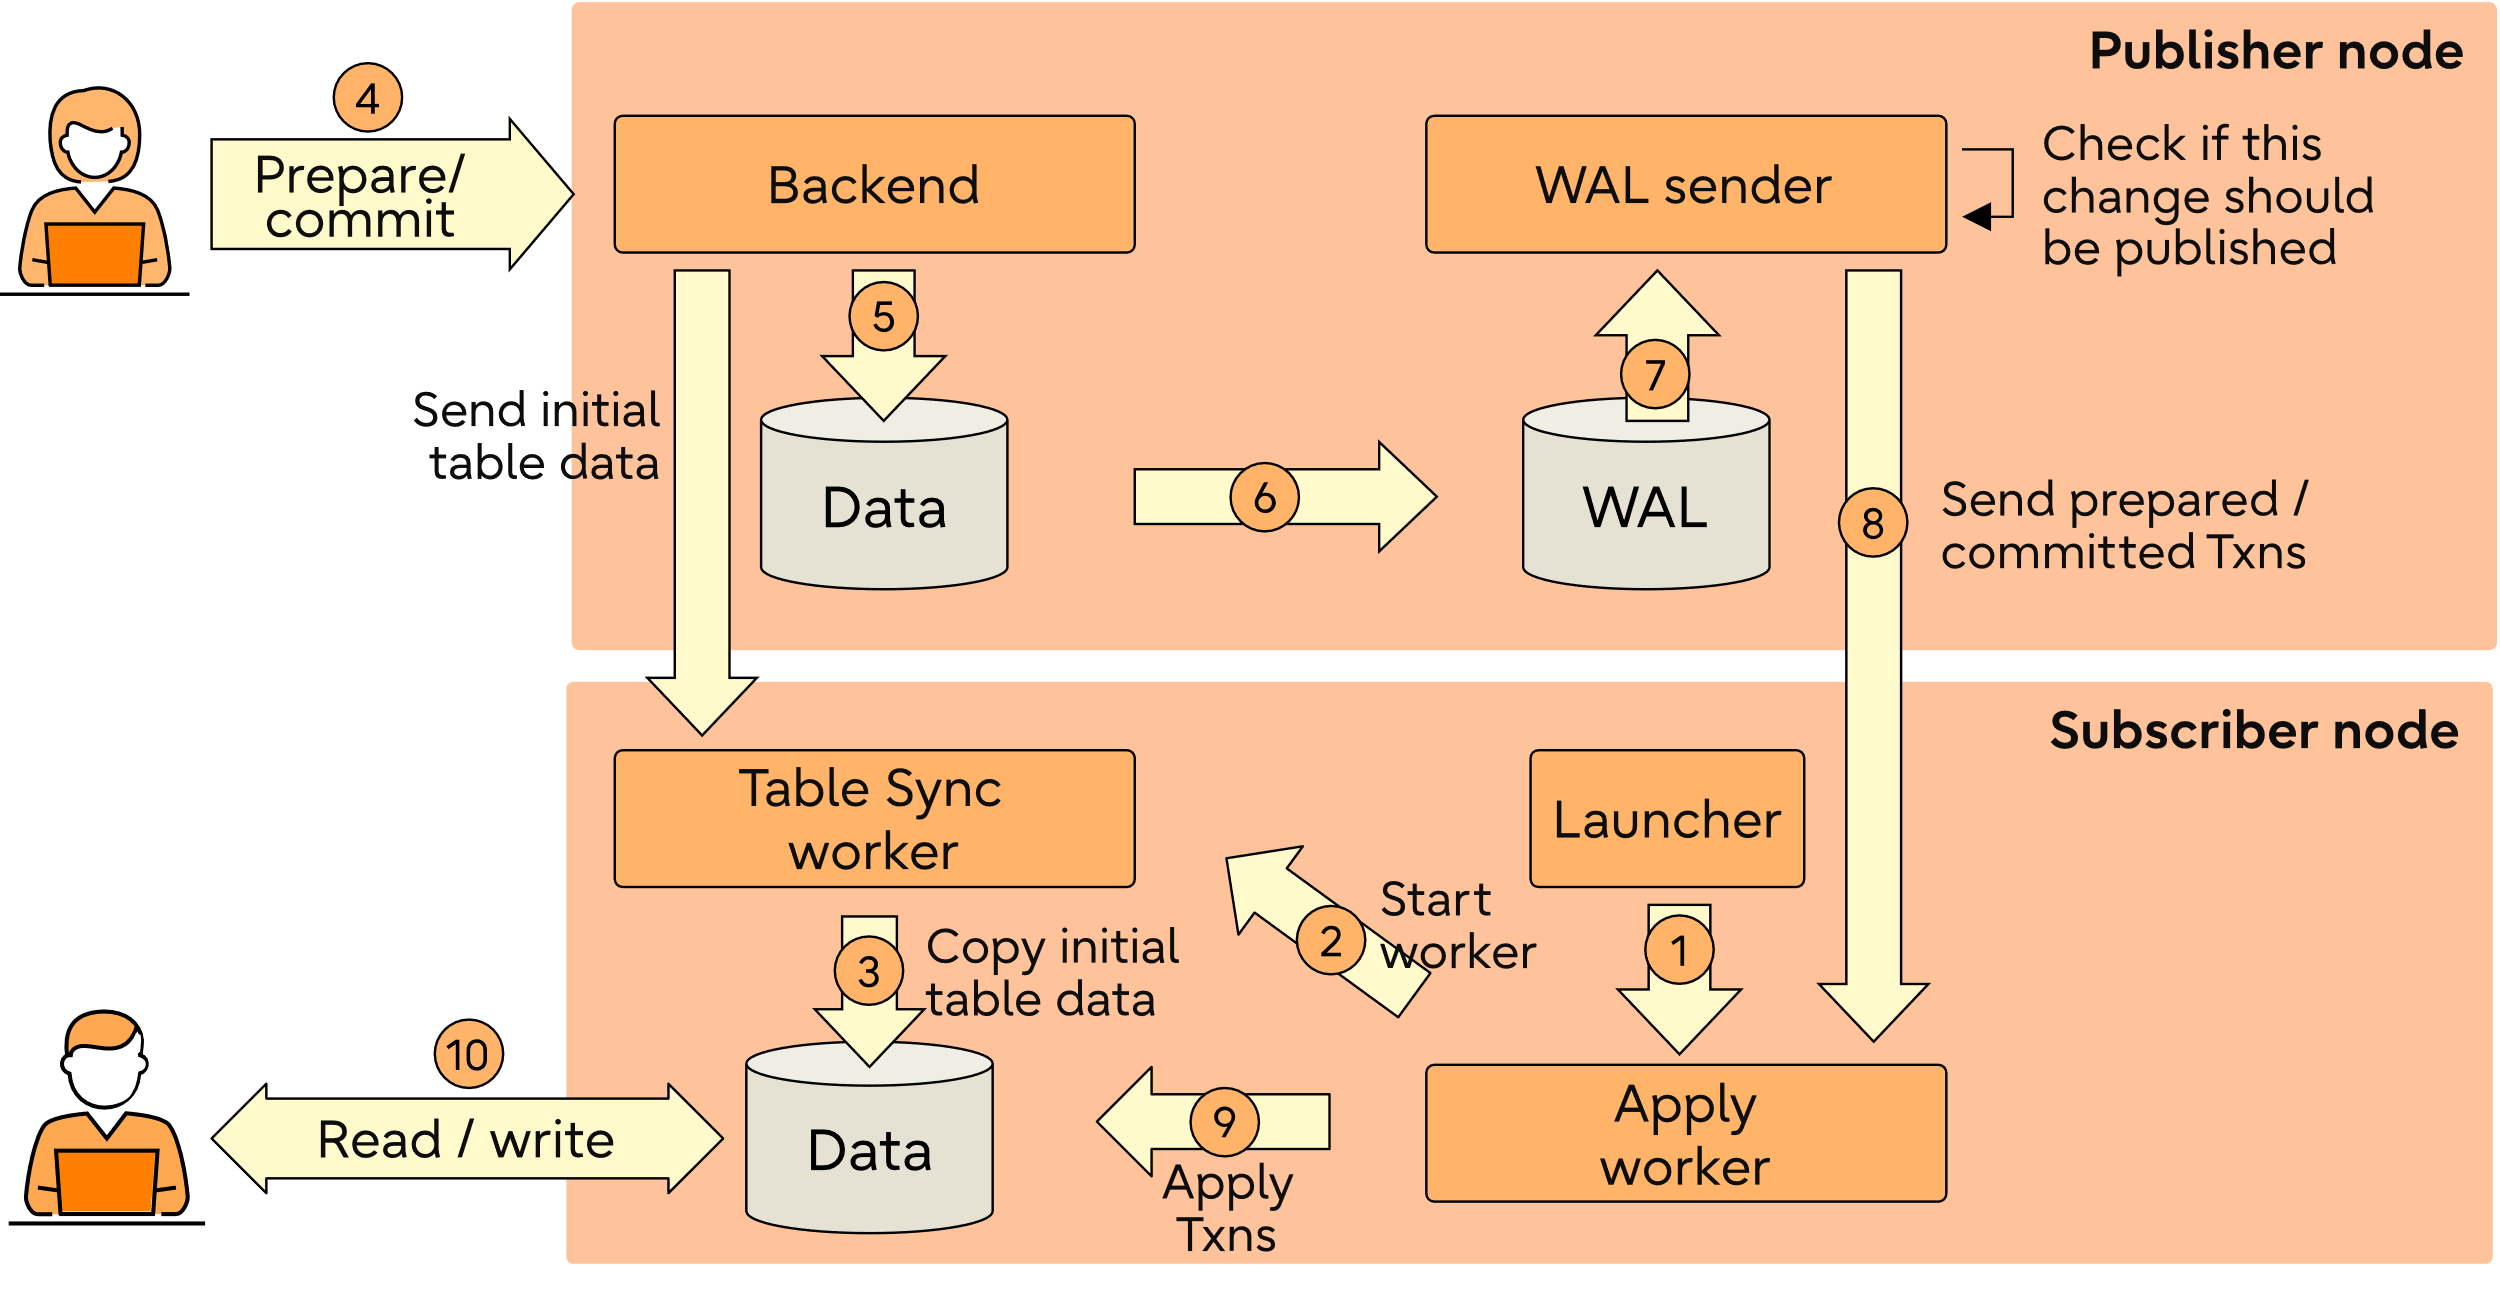 Publisher node
4
Prepare/
commit
Backend
WALsender
Check if this
change should
be published
5
7
Send initial
table data
Data
6
WAL
8
Send prepared /
committed Txns
Subscriber node
Table Sync
worker
Launcher
Start
worker
2
1
3
Copy initial
table data
10
Read / write
Data
9
Apply
Txns
Apply
worker